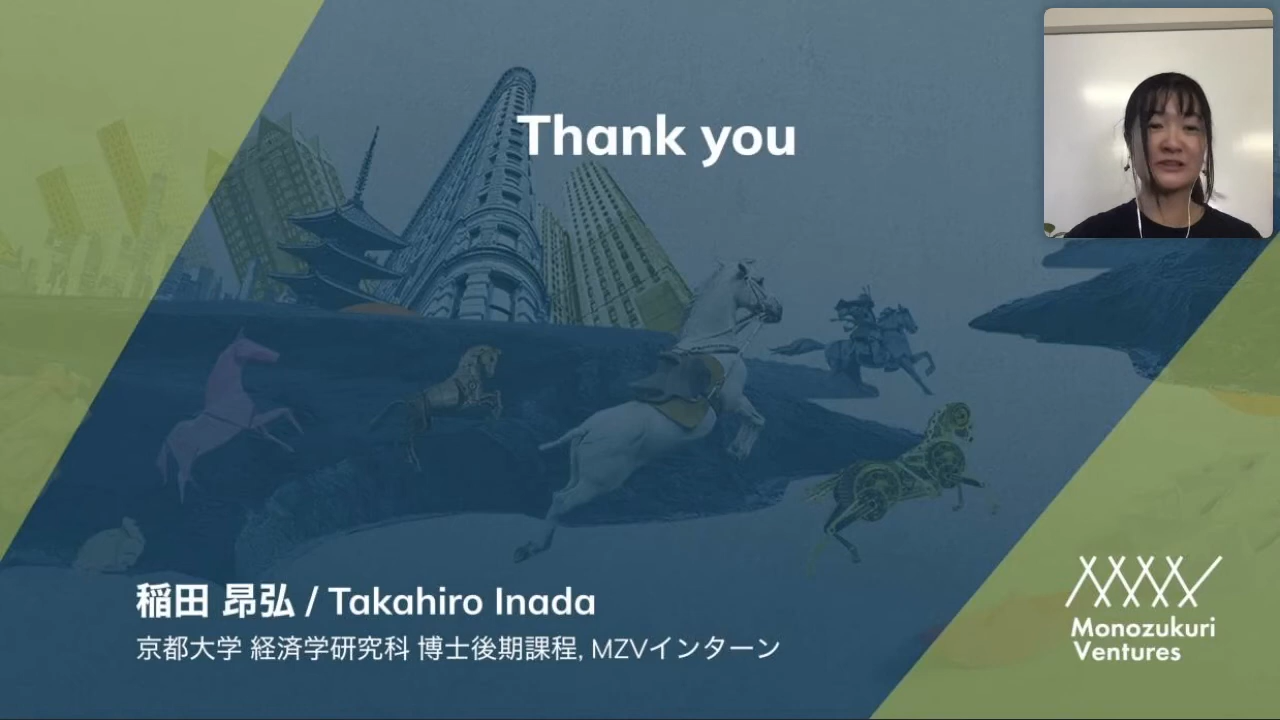 Thank you
稲田 昂弘 / Takahiro Inada
京都大学 経済学研究科 博士後期課程, MZVインターン
Monozukuri
Ventures